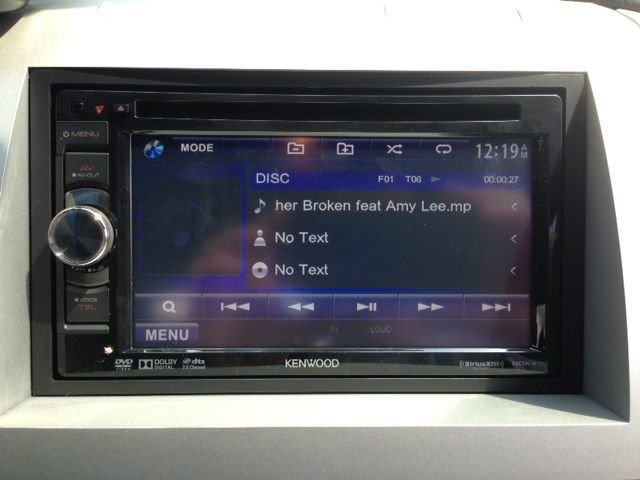 MENU
AV
AV-OUT
VOICE
TEL
MODE
12:19 AM
DISC F01 T06 00:00:27
her Broken feat Amy Lee.mp
No Text
No Text
MENU
IN LOUD
DVD VIDEO DOLBY DIGITAL dts 2.0 Channel
KENWOOD
SiriusXM READY